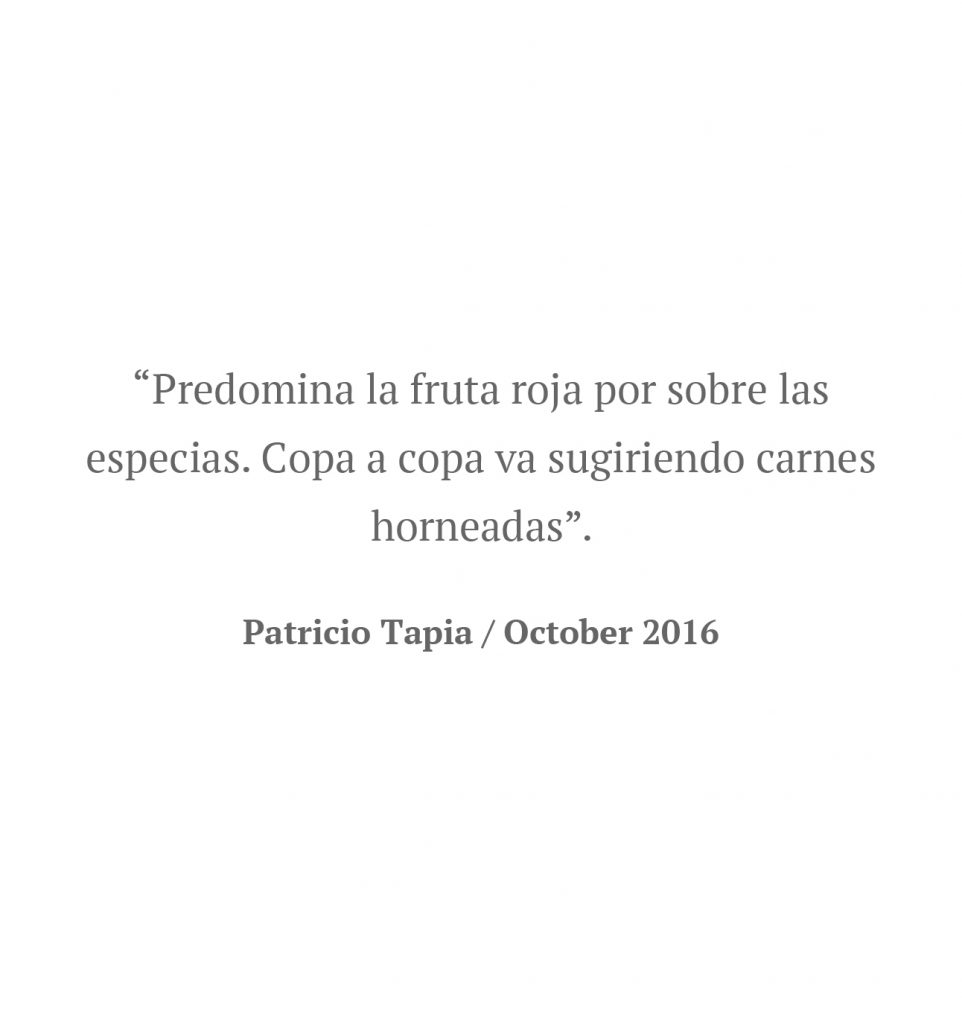 “Predomina la fruta roja por sobre las
especias. Copa a copa va sugiriendo carnes
horneadas”.
Patricio Tapia / October 2016